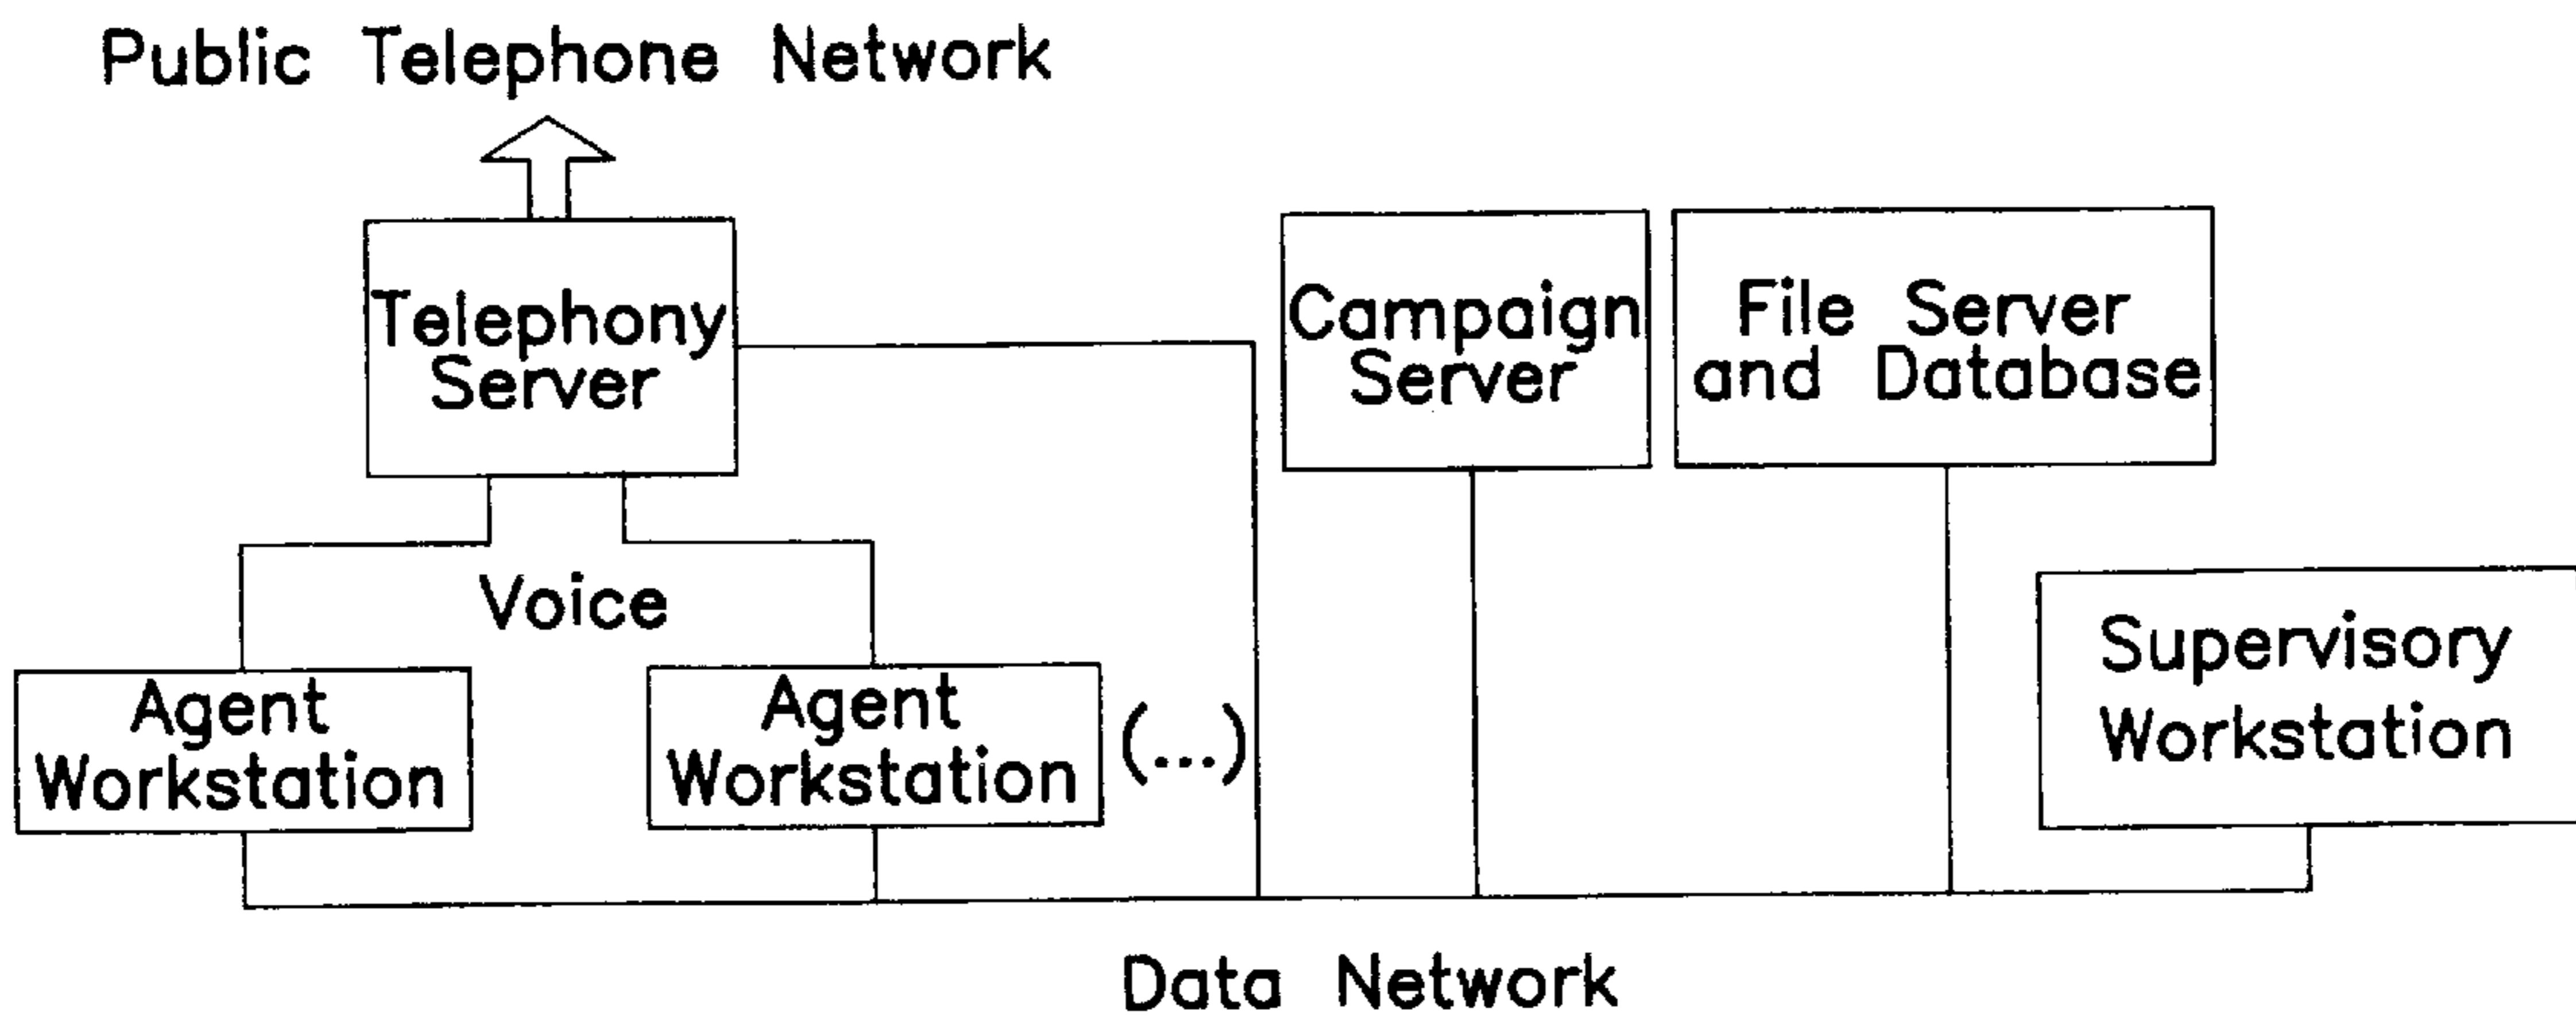 Public Telephone Network
Telephony
Server
Campaign
Server
File Server
and Database
Voice
Agent
Workstation
Agent
Workstation
(...)
Supervisory
Workstation
Data Network